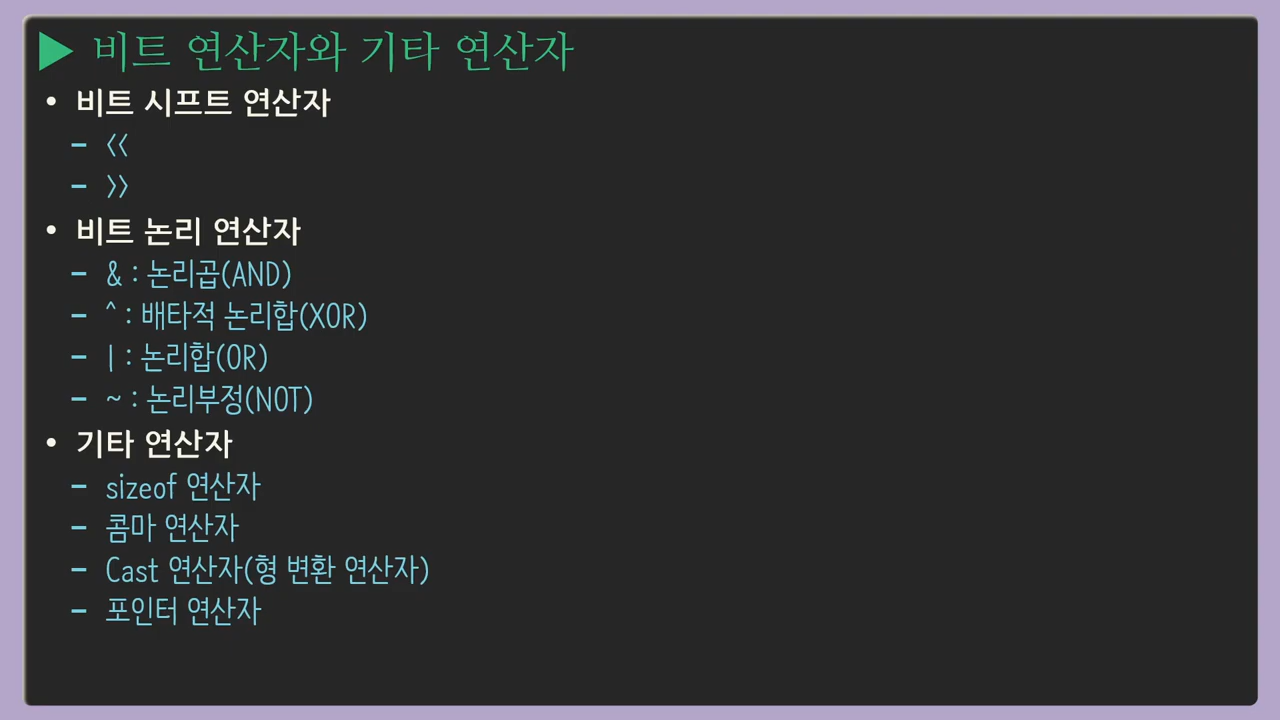 ▶ 비트 연산자와 기타 연산자
• 비트 시프트 연산자
– <<
– >>
• 비트 논리 연산자
– & : 논리곱(AND)
– ^ : 배타적 논리합(XOR)
– | : 논리합(OR)
– ~ : 논리부정(NOT)
• 기타 연산자
– sizeof 연산자
– 콤마 연산자
– Cast 연산자(형 변환 연산자)
– 포인터 연산자